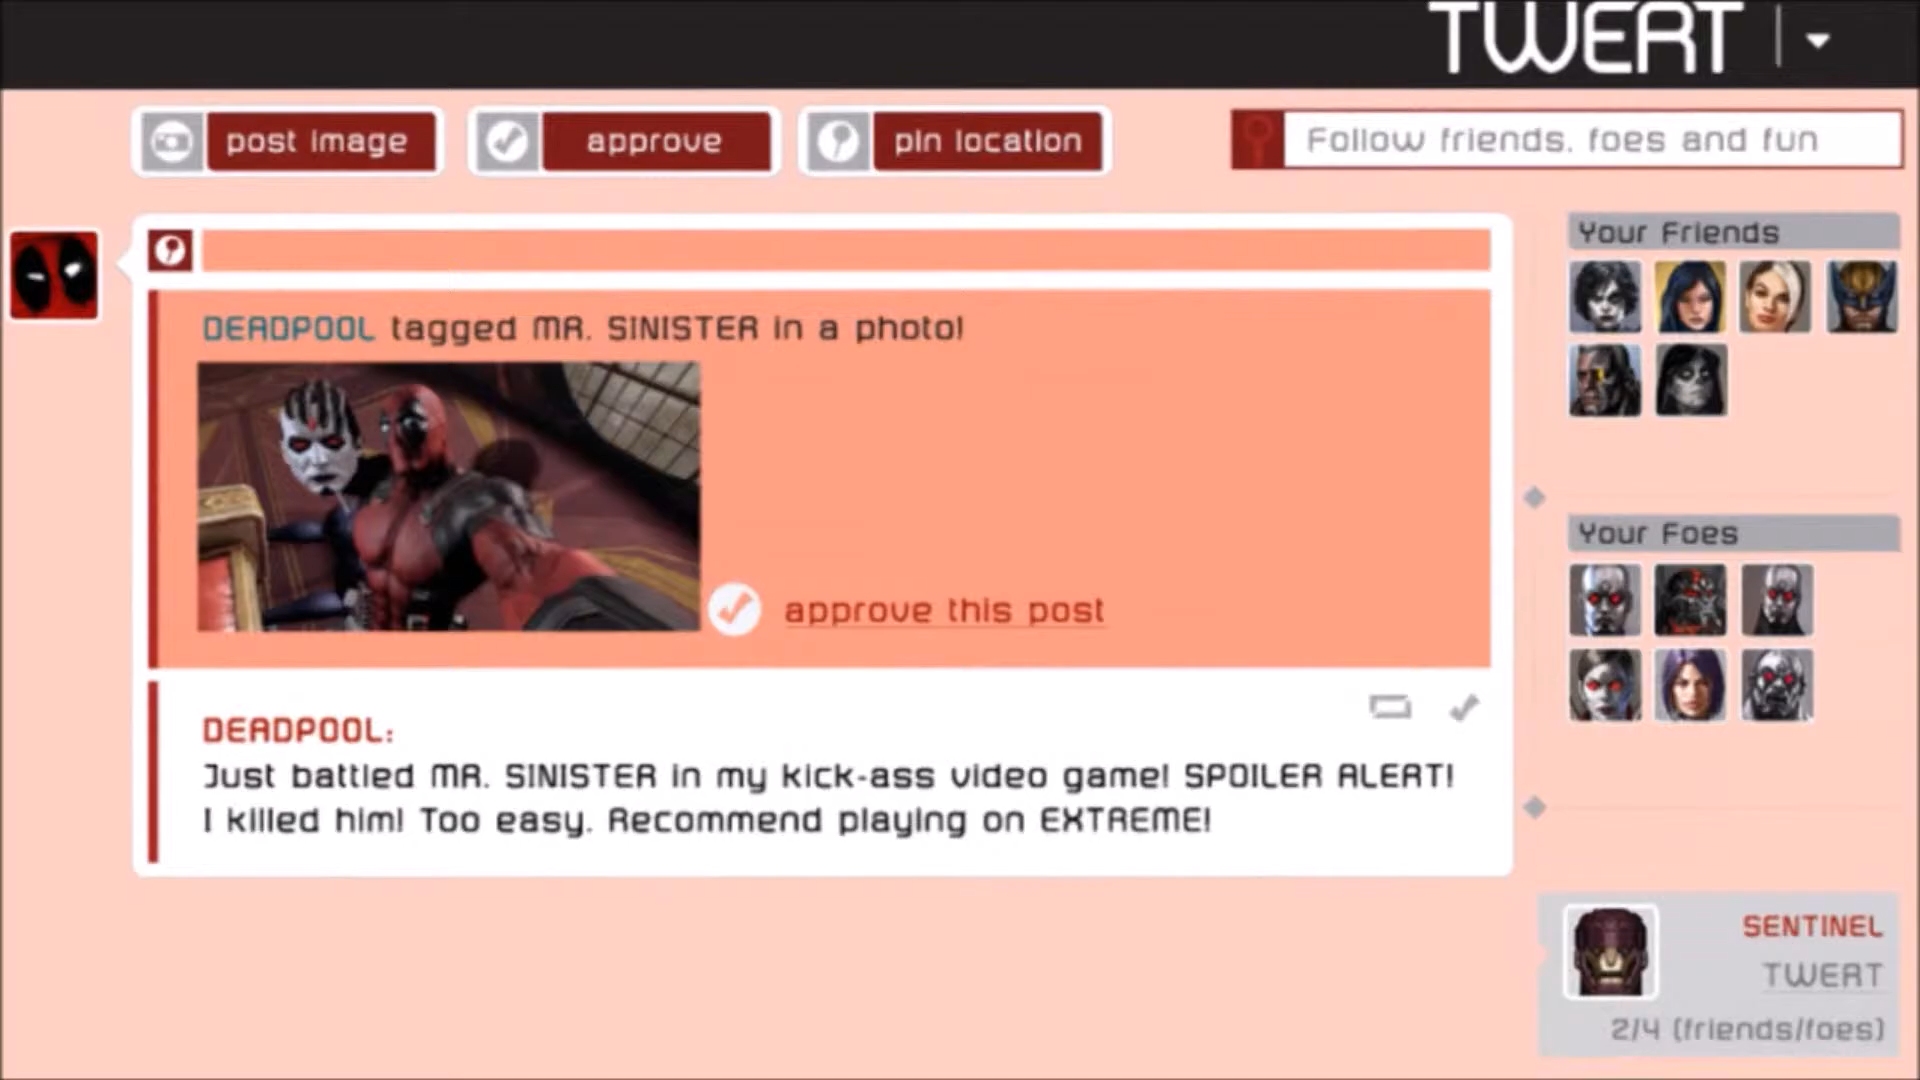 TWERT
post image
approve
pin location
Follow friends, foes and fun
Your Friends
DEADPOOL tagged MR. SINISTER in a photo!
approve this post
Your Foes
DEADPOOL:
Just battled MR. SINISTER in my kick-ass video game! SPOILER ALERT!
I killed him! Too easy. Recommend playing on EXTREME!
SENTINEL
TWERT
2/4 (friends/foes)